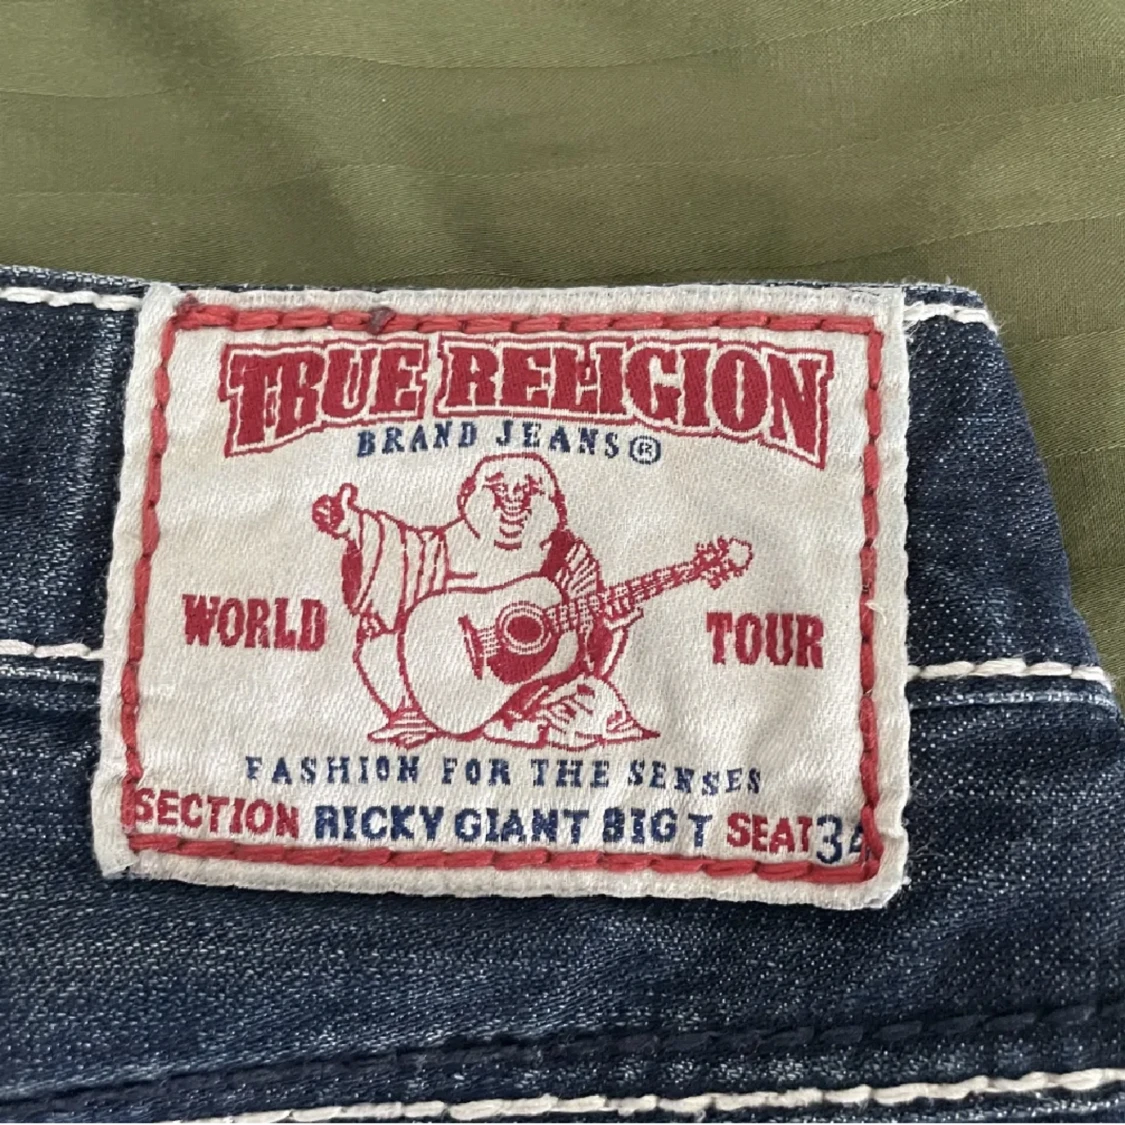 TRUE RELIGION
BRAND JEANS®
WORLD TOUR
FASHION FOR THE SENSES
SECTION RICKY GIANT BIG T SEAT 34